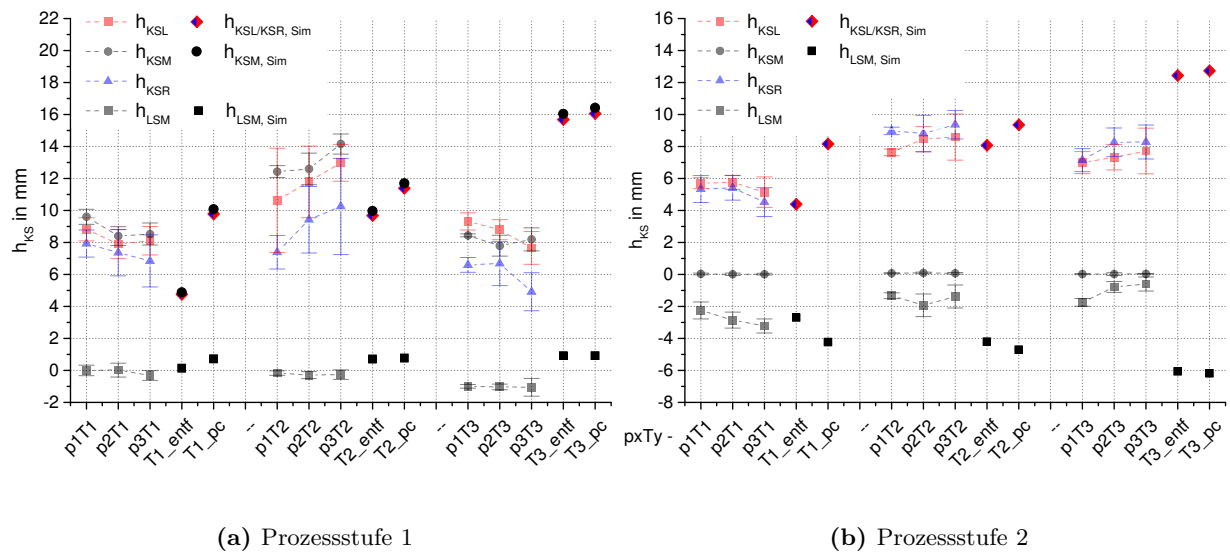 22
20
18
16
14
12
10
8
6
4
2
0
-2
h_KS in mm
h_KSL
h_KSM
h_KSR
h_LSM
h_KSL/KSR, Sim
h_KSM, Sim
h_LSM, Sim
p1T1
p2T1
p3T1
T1_entf
T1_pc
--
p1T2
p2T2
p3T2
T2_entf
T2_pc
--
p1T3
p2T3
p3T3
T3_entf
T3_pc
(a) Prozessstufe 1
16
14
12
10
8
6
4
2
0
-2
-4
-6
-8
h_KS in mm
h_KSL
h_KSM
h_KSR
h_LSM
h_KSL/KSR, Sim
h_LSM, Sim
pxTy -
p1T1
p2T1
p3T1
T1_entf
T1_pc
--
p1T2
p2T2
p3T2
T2_entf
T2_pc
--
p1T3
p2T3
p3T3
T3_entf
T3_pc
(b) Prozessstufe 2